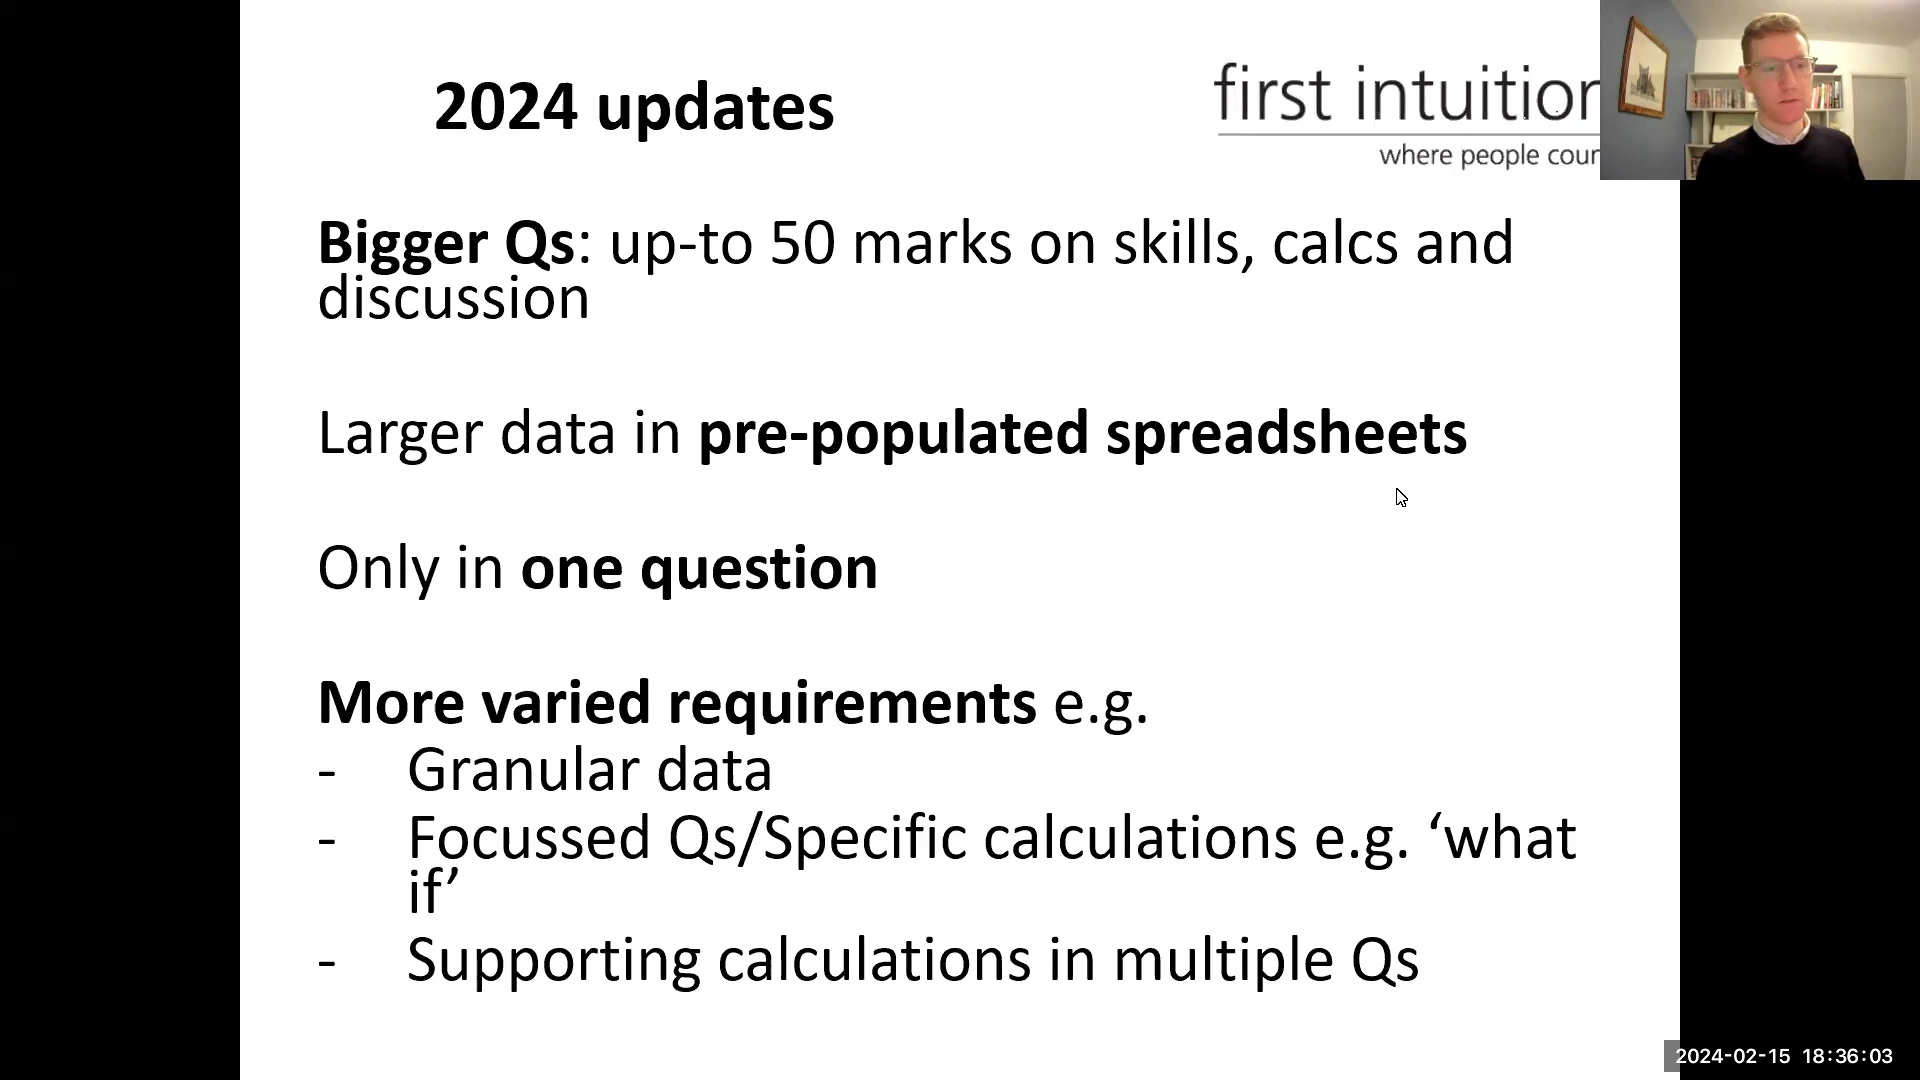 2024 updates
first intuition
where people cour
Bigger Qs: up-to 50 marks on skills, calcs and
discussion
Larger data in pre-populated spreadsheets
Only in one question
More varied requirements e.g.
- Granular data
- Focussed Qs/Specific calculations e.g. ‘what
if’
- Supporting calculations in multiple Qs
2024-02-15 18:36:03